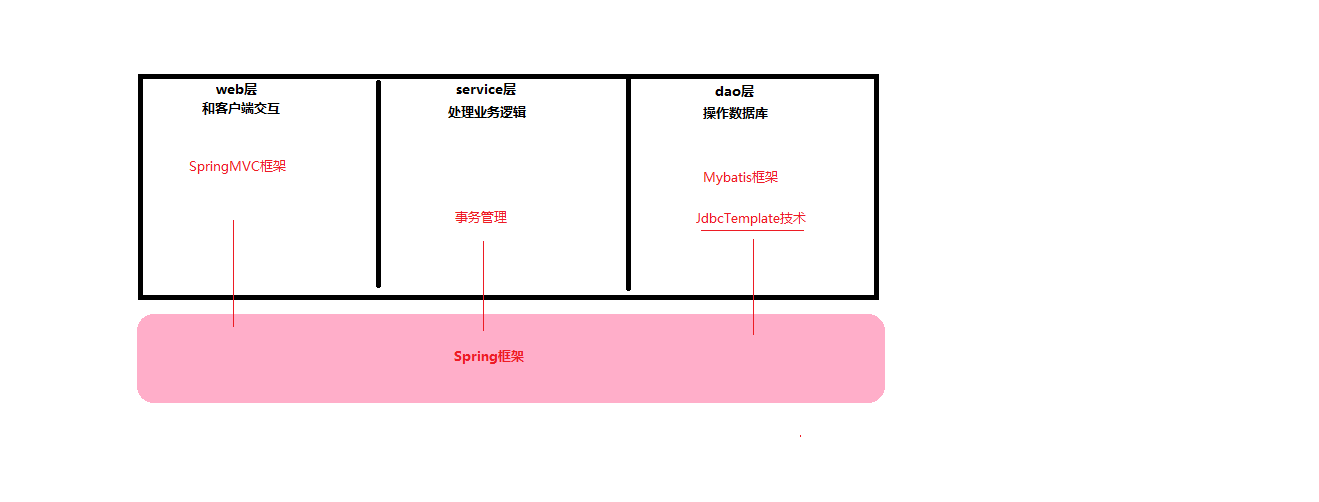 web层
和客户端交互
SpringMVC框架
service层
处理业务逻辑
事务管理
dao层
操作数据库
Mybatis框架
JdbcTemplate技术
Spring框架